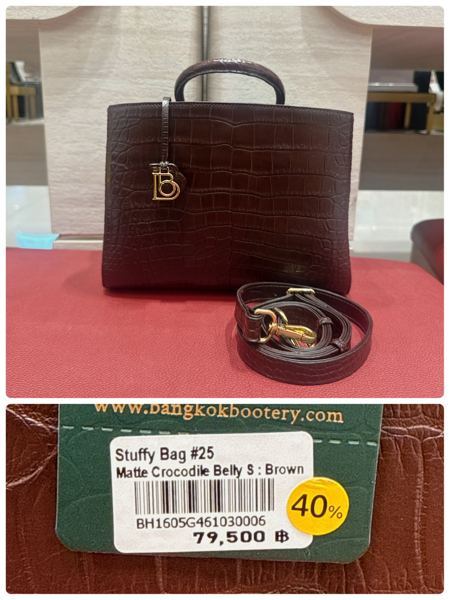 B
www.bangkokbootery.com
Stuffy Bag #25
Matte Crocodile Belly S : Brown
BH1605G461030006
79,500 ฿
40%